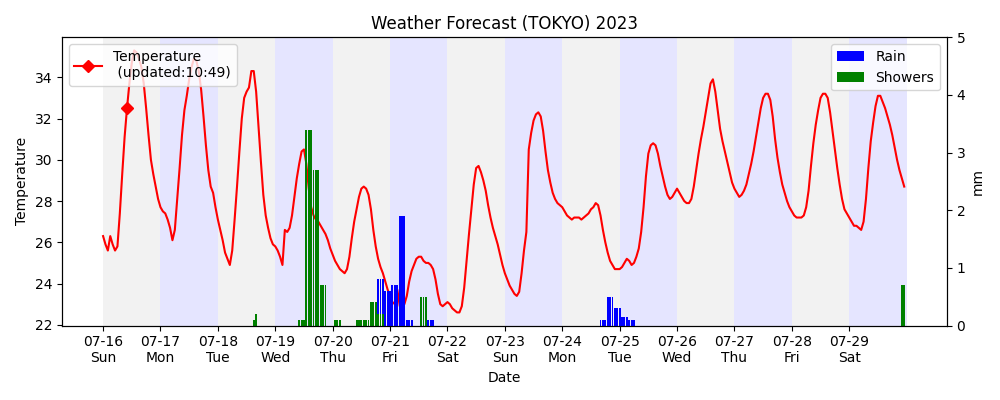 Weather Forecast (TOKYO) 2023
Temperature
(updated:10:49)
Rain
Showers
Temperature
34
32
30
28
26
24
22
5
4
3
2
1
0
mm
07-16 07-17 07-18 07-19 07-20 07-21 07-22 07-23 07-24 07-25 07-26 07-27 07-28 07-29
Sun Mon Tue Wed Thu Fri Sat Sun Mon Tue Wed Thu Fri Sat
Date